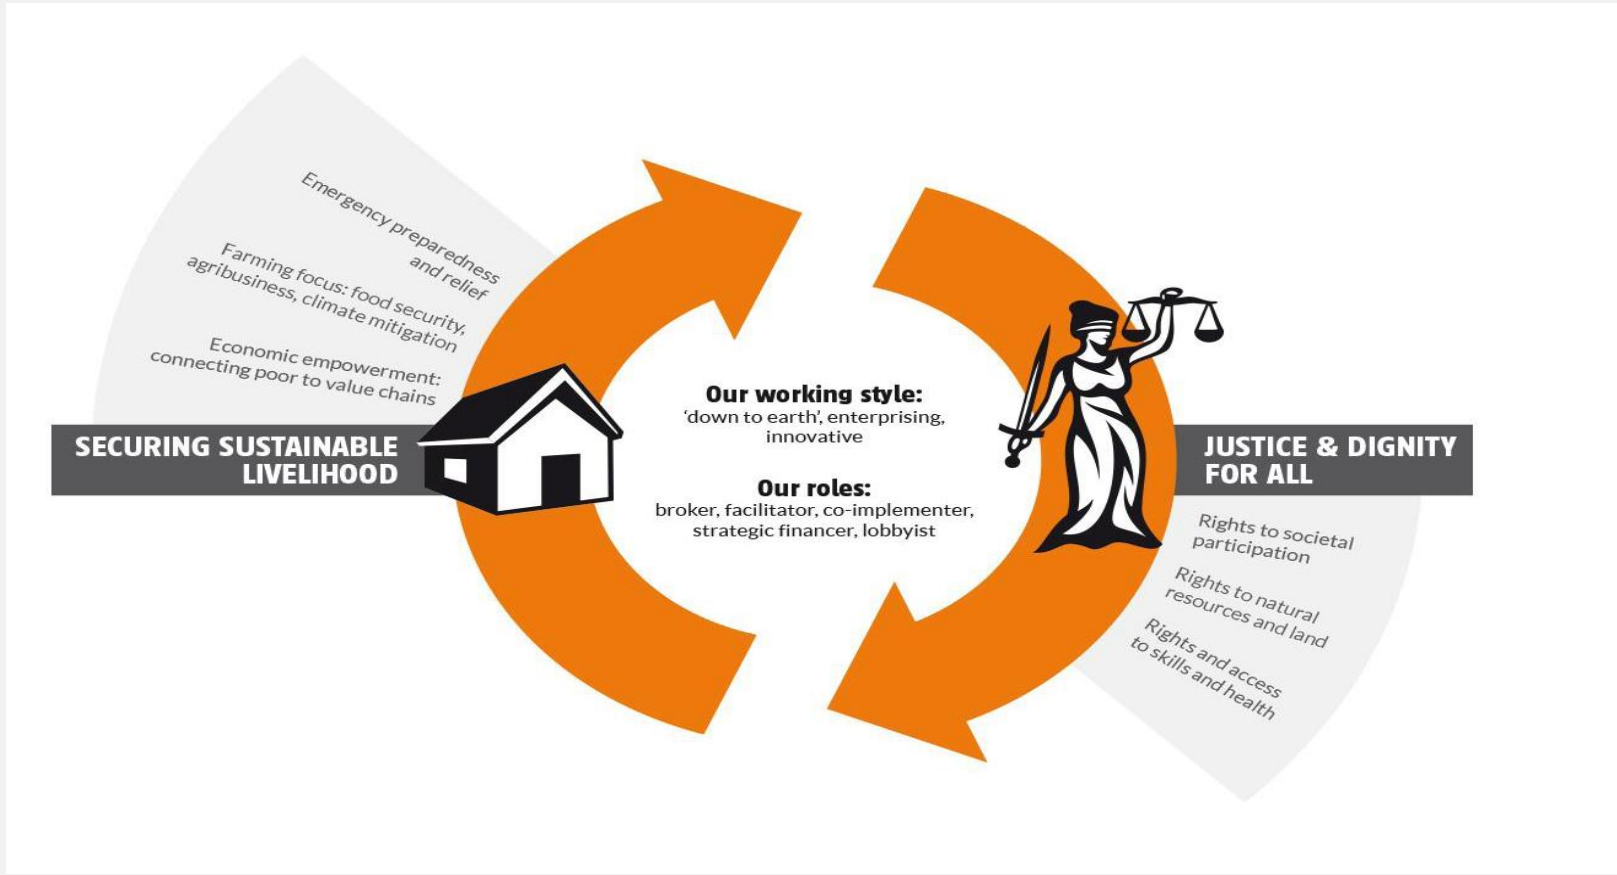 Emergency preparedness
and relief
Farming focus: food security,
agribusiness, climate mitigation
Economic empowerment:
connecting poor to value chains
SECURING SUSTAINABLE
LIVELIHOOD
Our working style:
‘down to earth’, enterprising,
innovative
Our roles:
broker, facilitator, co-implementer,
strategic financer, lobbyist
JUSTICE & DIGNITY
FOR ALL
Rights to societal
participation
Rights to natural
resources and land
Rights and access
to skills and health